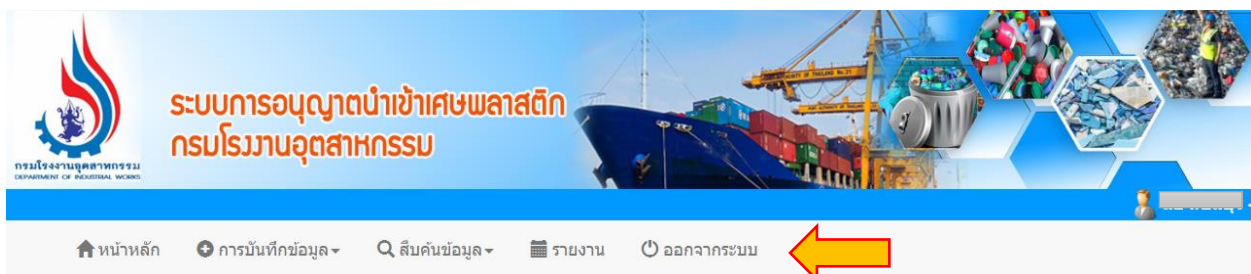 ระบบการอนุญาตนำเข้าเศษพลาสติก
กรมโรงงานอุตสาหกรรม
กรมโรงงานอุตสาหกรรม
DEPARTMENT OF INDUSTRIAL WORKS
หน้าหลัก การบันทึกข้อมูล สืบค้นข้อมูล รายงาน ออกจากระบบ